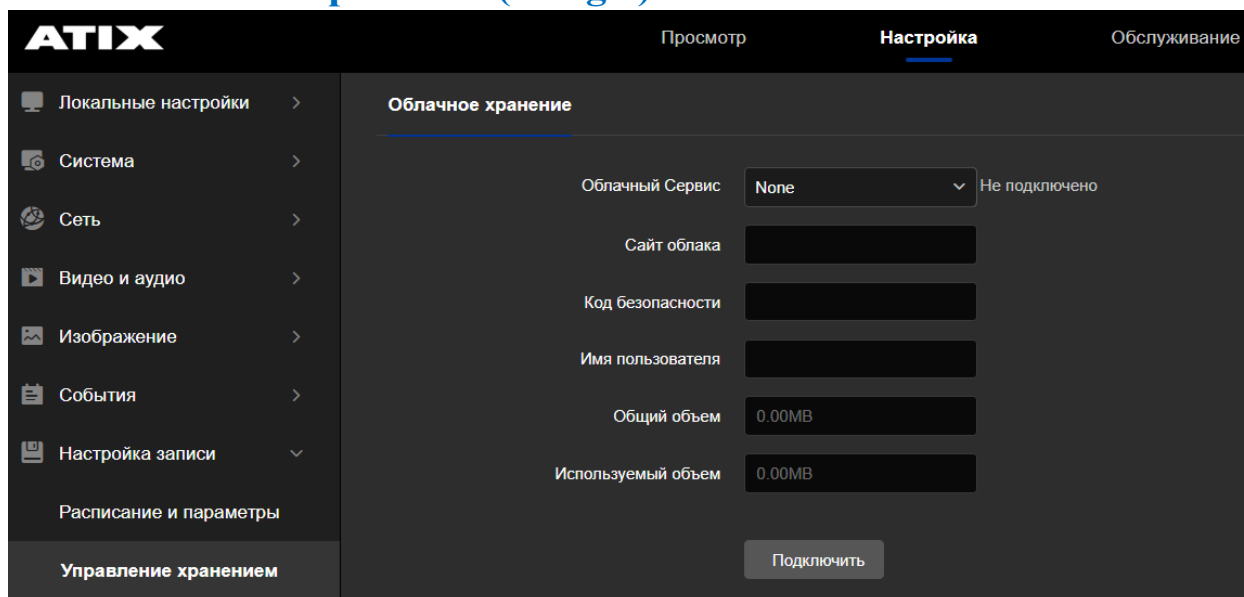 ATIX
Просмотр
Настройка
Обслуживание
Локальные настройки
Система
Сеть
Видео и аудио
Изображение
События
Настройка записи
Расписание и параметры
Управление хранением
Облачное хранение
Облачный Сервис
None
Не подключено
Сайт облака
Код безопасности
Имя пользователя
Общий объем
0.00MB
Используемый объем
0.00MB
Подключить